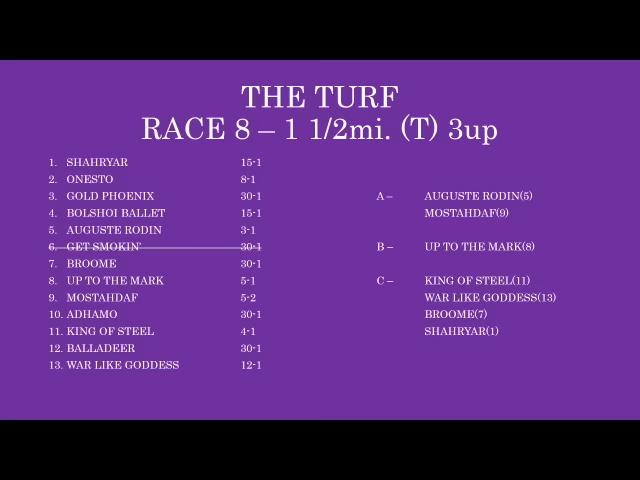 THE TURF
RACE 8 – 1 1/2mi. (T) 3up
1. SHAHRYAR 15-1
2. ONESTO 8-1
3. GOLD PHOENIX 30-1
4. BOLSHOI BALLET 15-1
5. AUGUSTE RODIN 3-1
6. GET SMOKIN' 30-1
7. BROOME 30-1
8. UP TO THE MARK 5-1
9. MOSTAHDAF 5-2
10. ADHAMO 30-1
11. KING OF STEEL 4-1
12. BALLADEER 30-1
13. WAR LIKE GODDESS 12-1
A – AUGUSTE RODIN(5)
MOSTAHDAF(9)
B – UP TO THE MARK(8)
C – KING OF STEEL(11)
WAR LIKE GODDESS(13)
BROOME(7)
SHAHRYAR(1)